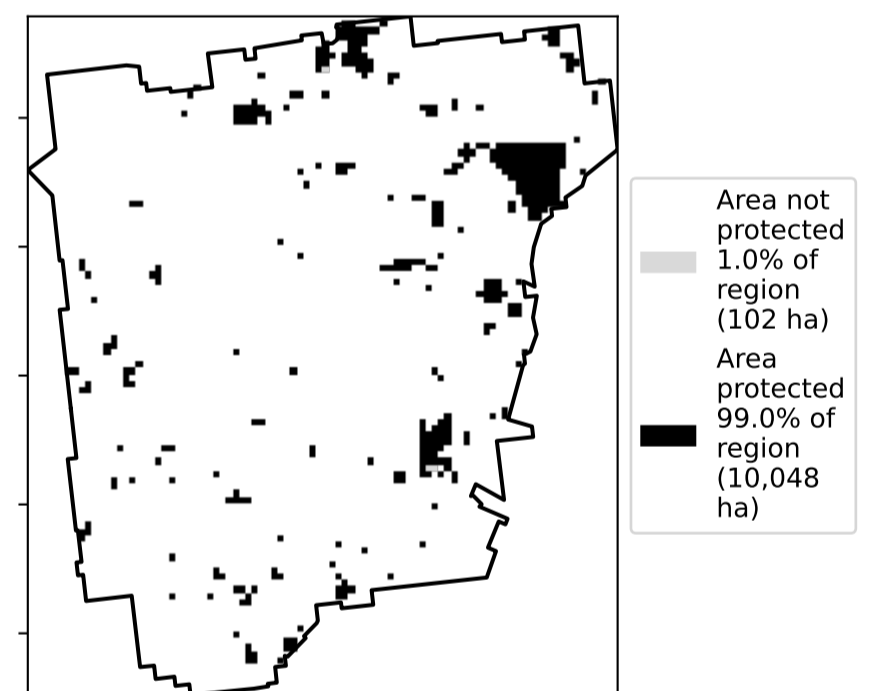 Area not
protected
1.0% of
region
(102 ha)
Area
protected
99.0% of
region
(10,048
ha)